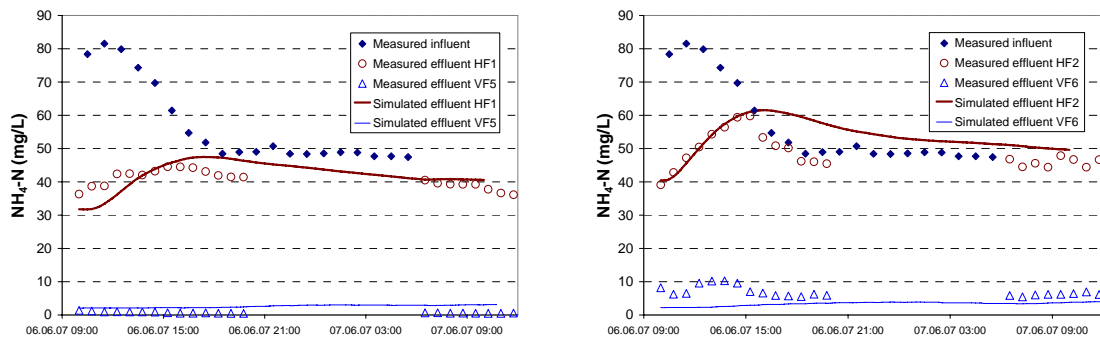 NH4-N (mg/L)
90
80
70
60
50
40
30
20
10
0
Measured influent
Measured effluent HF1
Measured effluent VF5
Simulated effluent HF1
Simulated effluent VF5
06.06.07 09:00 06.06.07 15:00 06.06.07 21:00 07.06.07 03:00 07.06.07 09:00
NH4-N (mg/L)
90
80
70
60
50
40
30
20
10
0
Measured influent
Measured effluent HF2
Measured effluent VF6
Simulated effluent HF2
Simulated effluent VF6
06.06.07 09:00 06.06.07 15:00 06.06.07 21:00 07.06.07 03:00 07.06.07 09:00